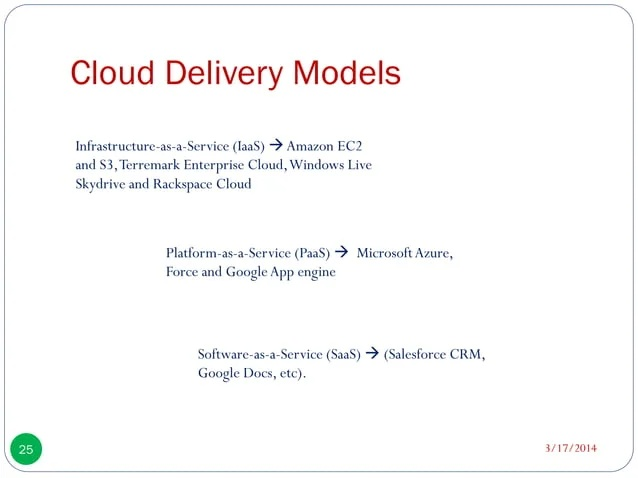 Cloud Delivery Models
Infrastructure-as-a-Service (IaaS) → Amazon EC2
and S3, Terremark Enterprise Cloud, Windows Live
Skydrive and Rackspace Cloud
Platform-as-a-Service (PaaS) → Microsoft Azure,
Force and Google App engine
Software-as-a-Service (SaaS) → (Salesforce CRM,
Google Docs, etc).
25
3/17/2014